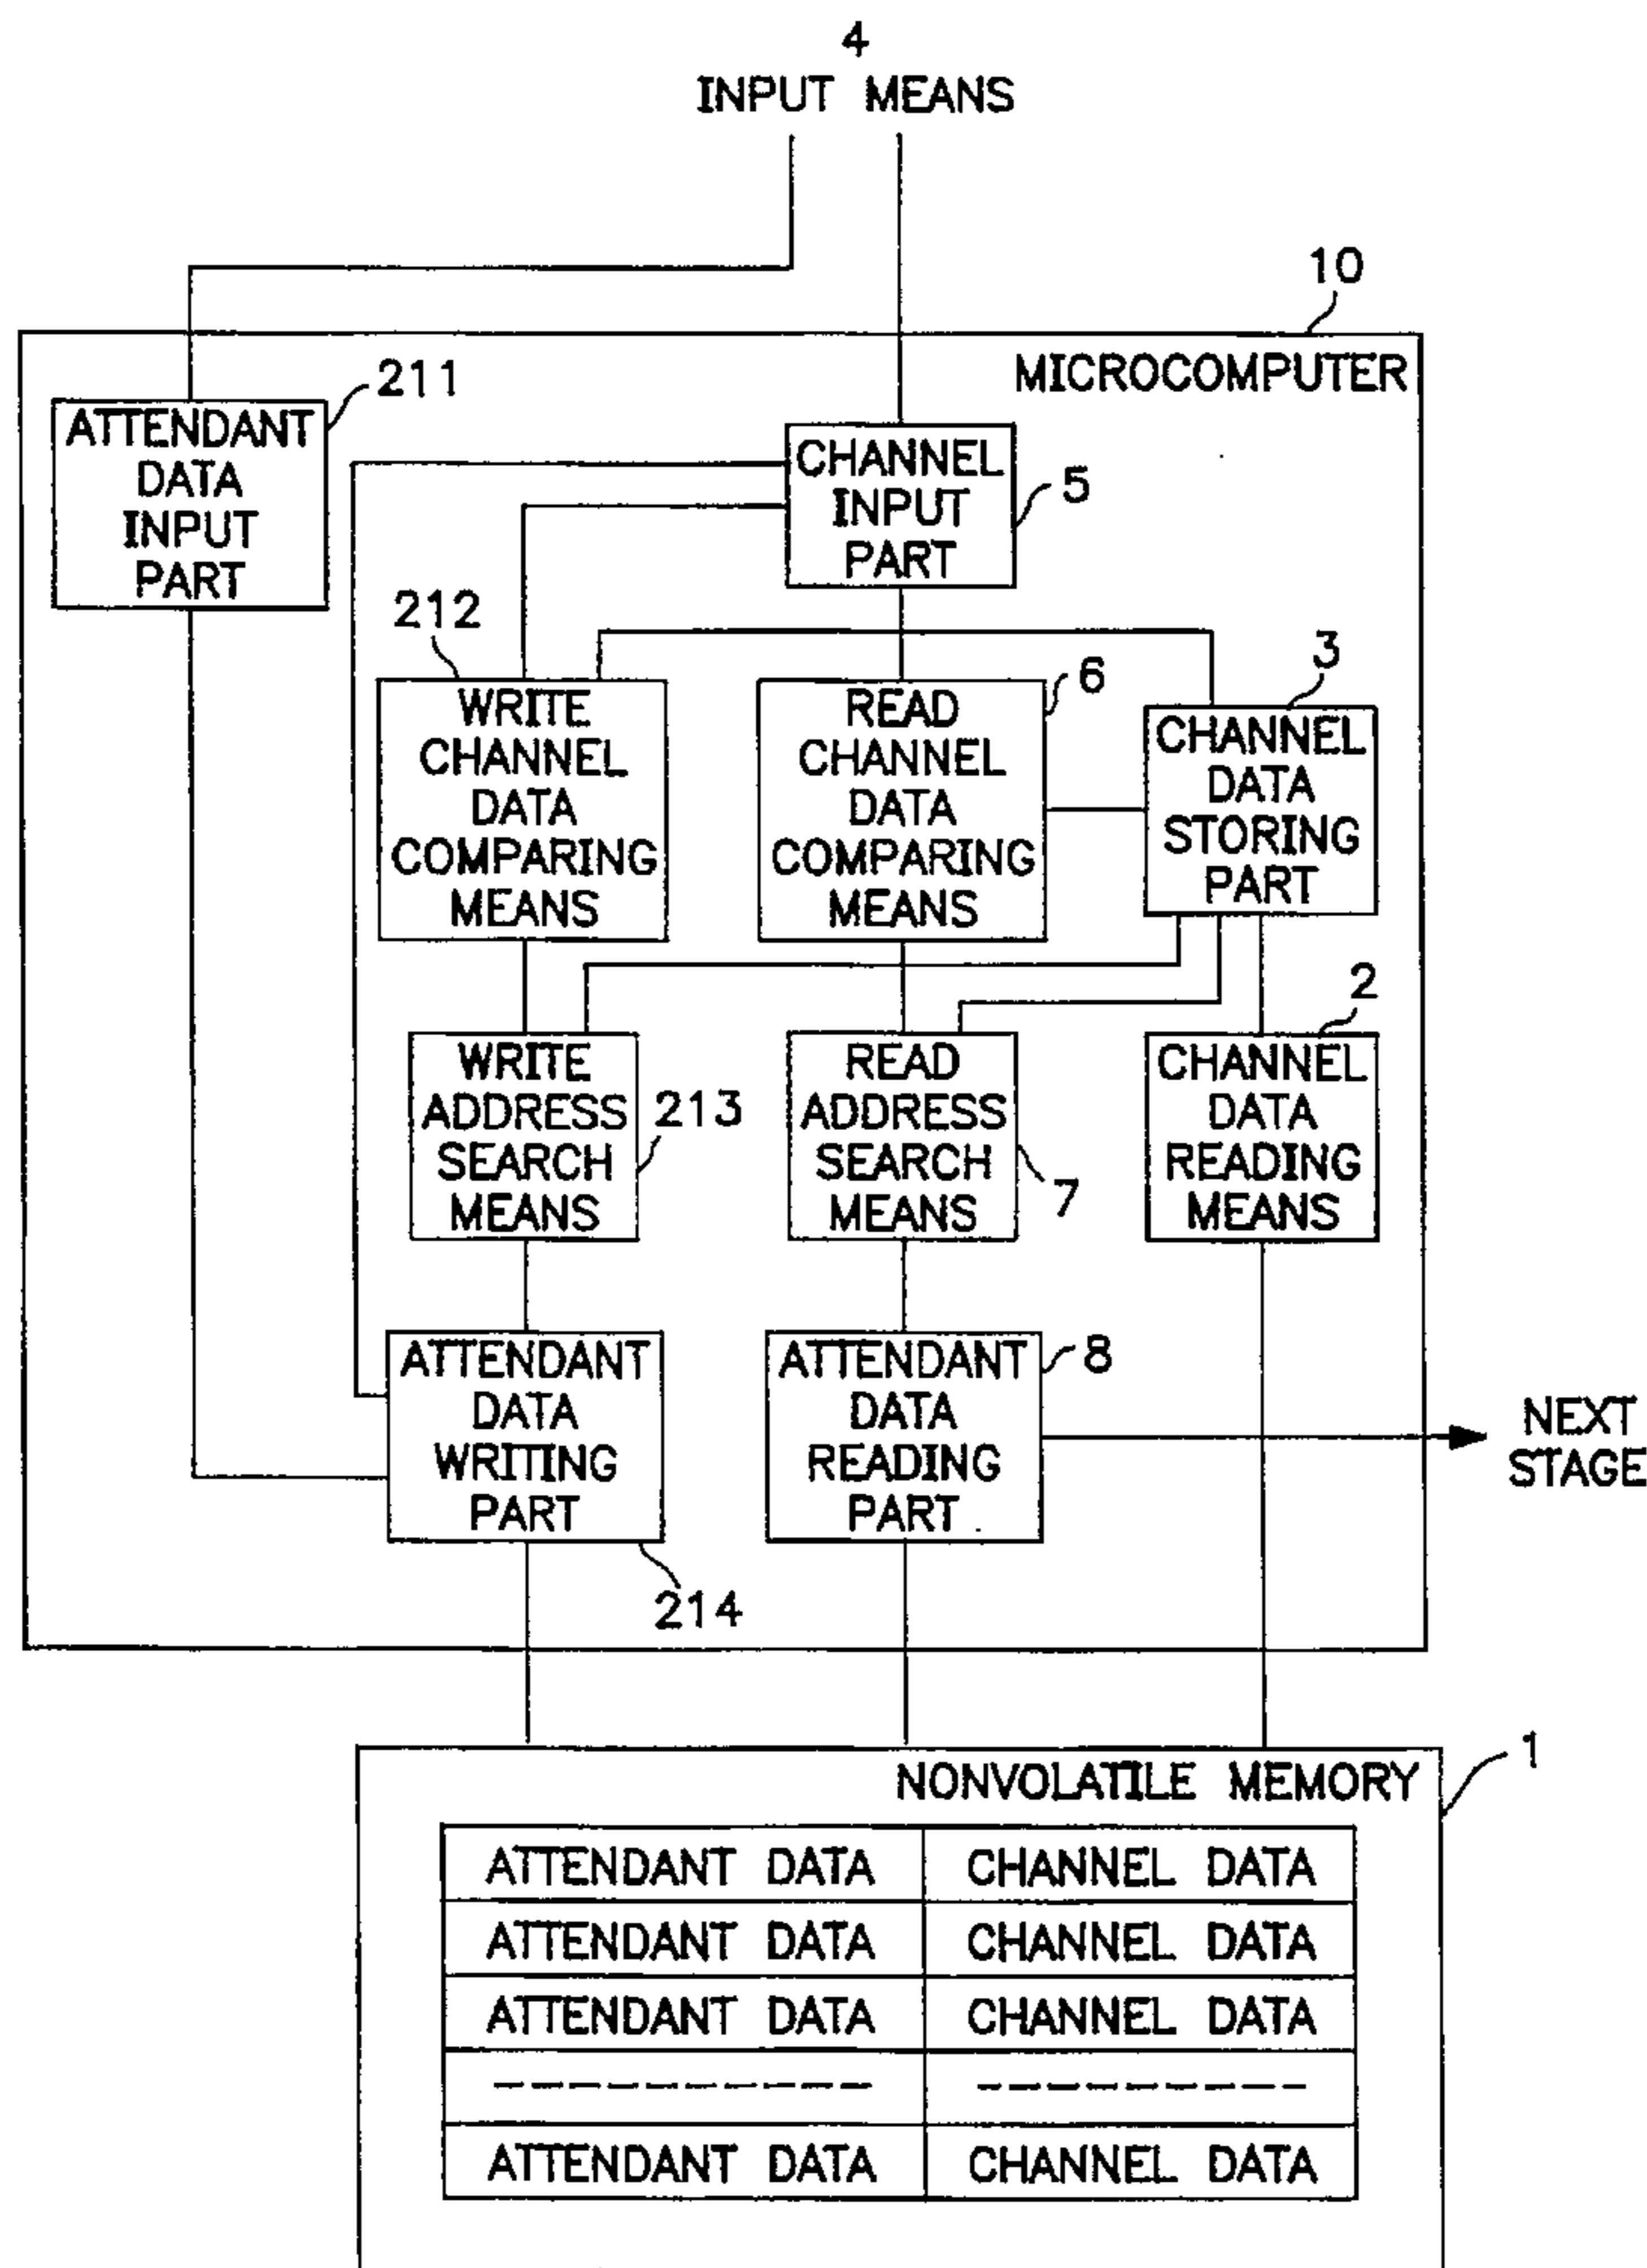 4
INPUT MEANS
10
MICROCOMPUTER
211
ATTENDANT
DATA
INPUT
PART
CHANNEL
INPUT
PART
5
212
WRITE
CHANNEL
DATA
COMPARING
MEANS
READ
CHANNEL
DATA
COMPARING
MEANS
6
3
CHANNEL
DATA
STORING
PART
WRITE
ADDRESS
SEARCH
MEANS
213
READ
ADDRESS
SEARCH
MEANS
7
2
CHANNEL
DATA
READING
MEANS
ATTENDANT
DATA
WRITING
PART
214
ATTENDANT
DATA
READING
PART
8
NEXT
STAGE
1
NONVOLATILE MEMORY
ATTENDANT DATA CHANNEL DATA
ATTENDANT DATA CHANNEL DATA
ATTENDANT DATA CHANNEL DATA
ATTENDANT DATA CHANNEL DATA